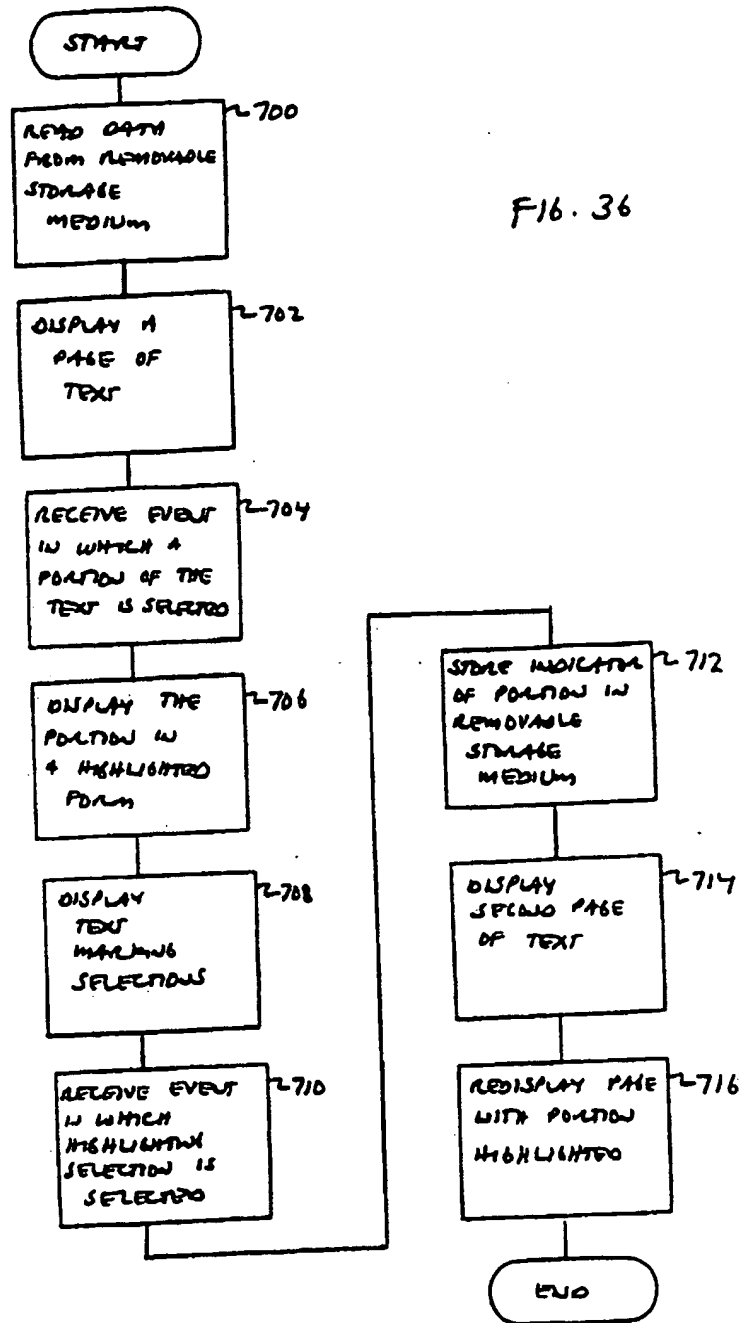 START
700
READ DATA
FROM REMOVABLE
STORAGE
MEDIUM
FIG. 36
702
DISPLAY A
PAGE OF
TEXT
704
RECEIVE EVENT
IN WHICH A
PORTION OF THE
TEXT IS SELECTED
706
DISPLAY THE
PORTION IN
A HIGHLIGHTED
FORM
708
DISPLAY
TEXT
MARKING
SELECTIONS
710
RECEIVE EVENT
IN WHICH
HIGHLIGHTING
SELECTION IS
SELECTED
712
STORE INDICATOR
OF PORTION IN
REMOVABLE
STORAGE
MEDIUM
714
DISPLAY
SECOND PAGE
OF TEXT
716
REDISPLAY PAGE
WITH PORTION
HIGHLIGHTED
END